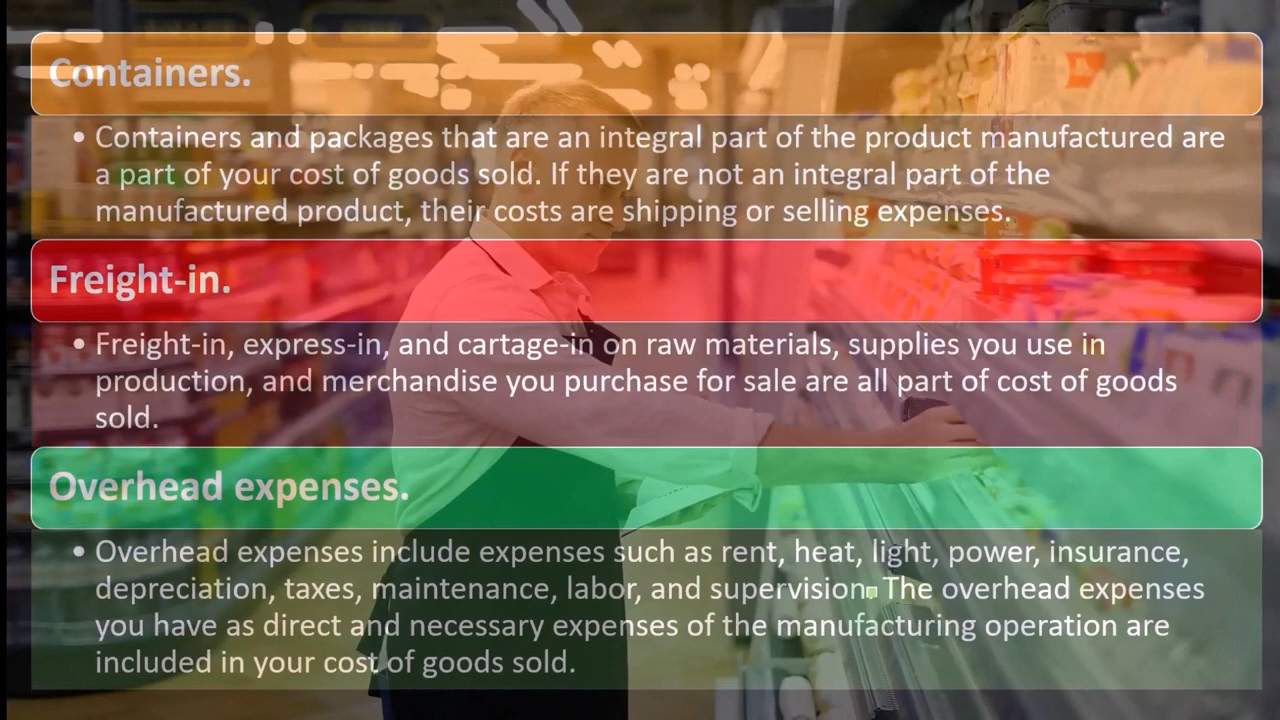 Containers.
• Containers and packages that are an integral part of the product manufactured are
a part of your cost of goods sold. If they are not an integral part of the
manufactured product, their costs are shipping or selling expenses.
Freight-in.
• Freight-in, express-in, and cartage-in on raw materials, supplies you use in
production, and merchandise you purchase for sale are all part of cost of goods
sold.
Overhead expenses.
• Overhead expenses include expenses such as rent, heat, light, power, insurance,
depreciation, taxes, maintenance, labor, and supervision. The overhead expenses
you have as direct and necessary expenses of the manufacturing operation are
included in your cost of goods sold.